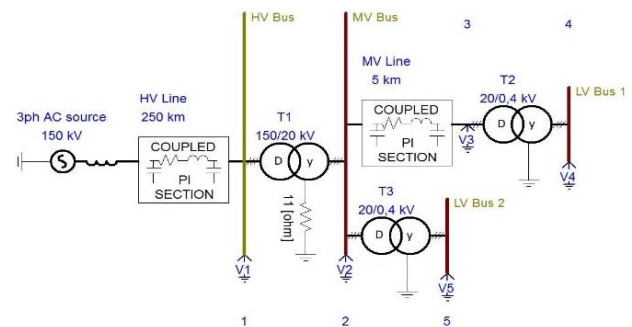 HV Bus
MV Bus
3
4
HV Line
250 km
MV Line
5 km
T2
20/0,4 kV
LV Bus 1
3ph AC source
150 kV
T1
150/20 kV
COUPLED
PI
SECTION
COUPLED
PI
SECTION
S
D
y
D
y
V3
V4
T3
20/0,4 kV
LV Bus 2
11 [ohm]
D
y
V1
V2
V5
1
2
5